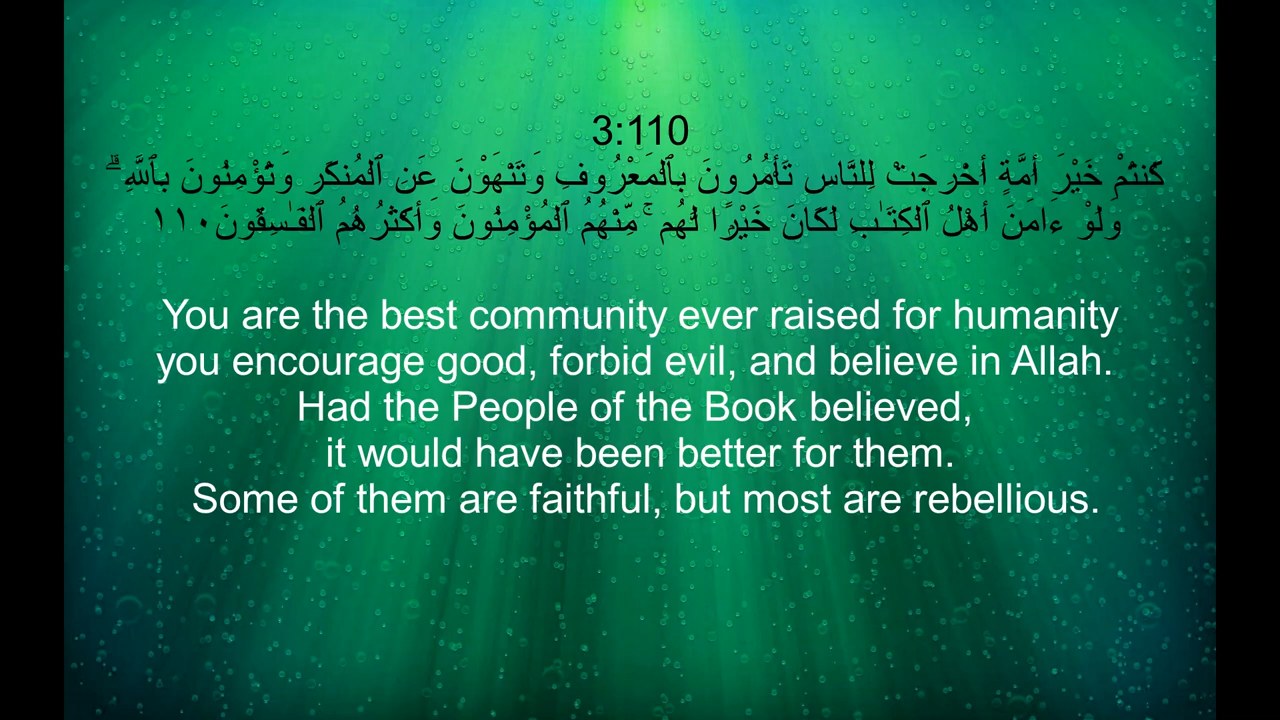 3:110
كُنتُمْ خَيْرَ أُمَّةٍ أُخْرِجَتْ لِلنَّاسِ تَأْمُرُونَ بِٱلْمَعْرُوفِ وَتَنْهَوْنَ عَنِ ٱلْمُنكَرِ وَتُؤْمِنُونَ بِٱللَّهِ ۗ
وَلَوْ ءَامَنَ أَهْلُ ٱلْكِتَـٰبِ لَكَانَ خَيْرًۭا لَّهُم ۚ مِّنْهُمُ ٱلْمُؤْمِنُونَ وَأَكْثَرُهُمُ ٱلْفَـٰسِقُونَ ١١٠
You are the best community ever raised for humanity
you encourage good, forbid evil, and believe in Allah.
Had the People of the Book believed,
it would have been better for them.
Some of them are faithful, but most are rebellious.